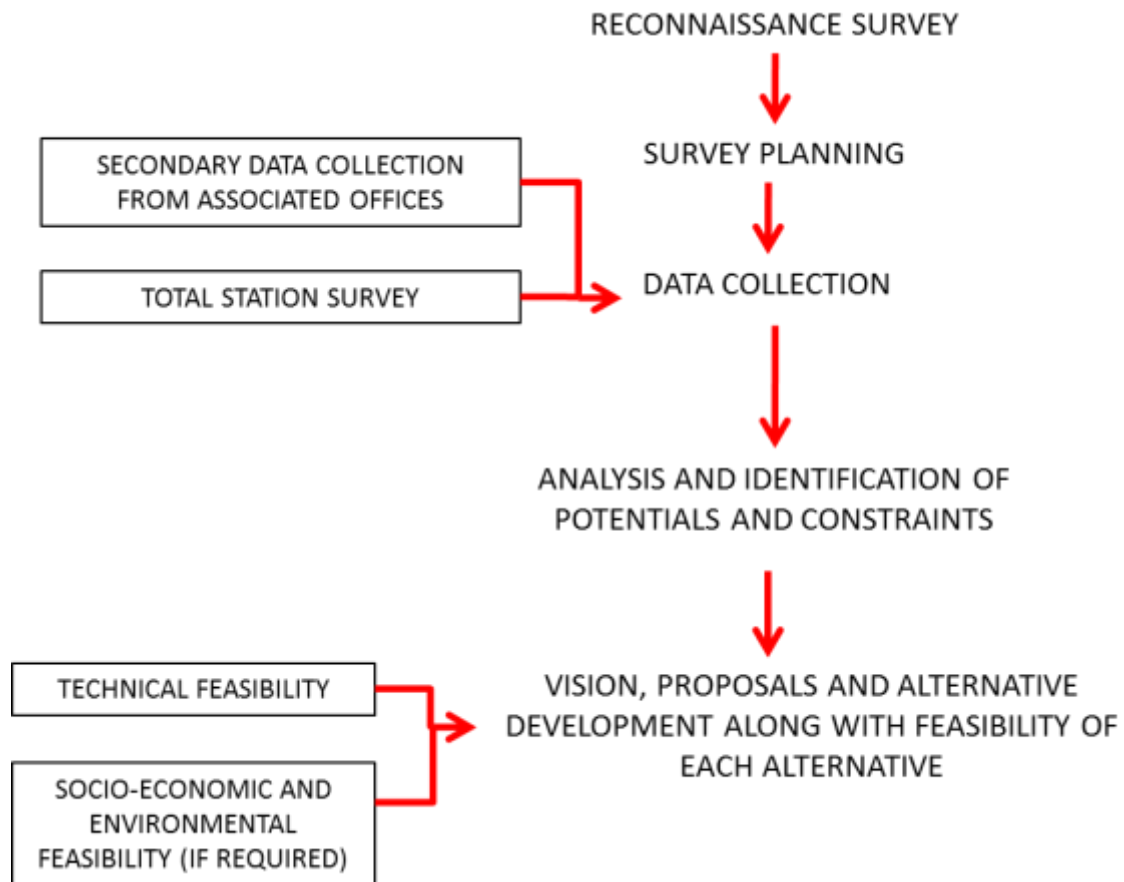 RECONNAISSANCE SURVEY
SURVEY PLANNING
SECONDARY DATA COLLECTION
FROM ASSOCIATED OFFICES
TOTAL STATION SURVEY
DATA COLLECTION
ANALYSIS AND IDENTIFICATION OF
POTENTIALS AND CONSTRAINTS
TECHNICAL FEASIBILITY
SOCIO-ECONOMIC AND
ENVIRONMENTAL
FEASIBILITY (IF REQUIRED)
VISION, PROPOSALS AND ALTERNATIVE
DEVELOPMENT ALONG WITH FEASIBILITY OF
EACH ALTERNATIVE